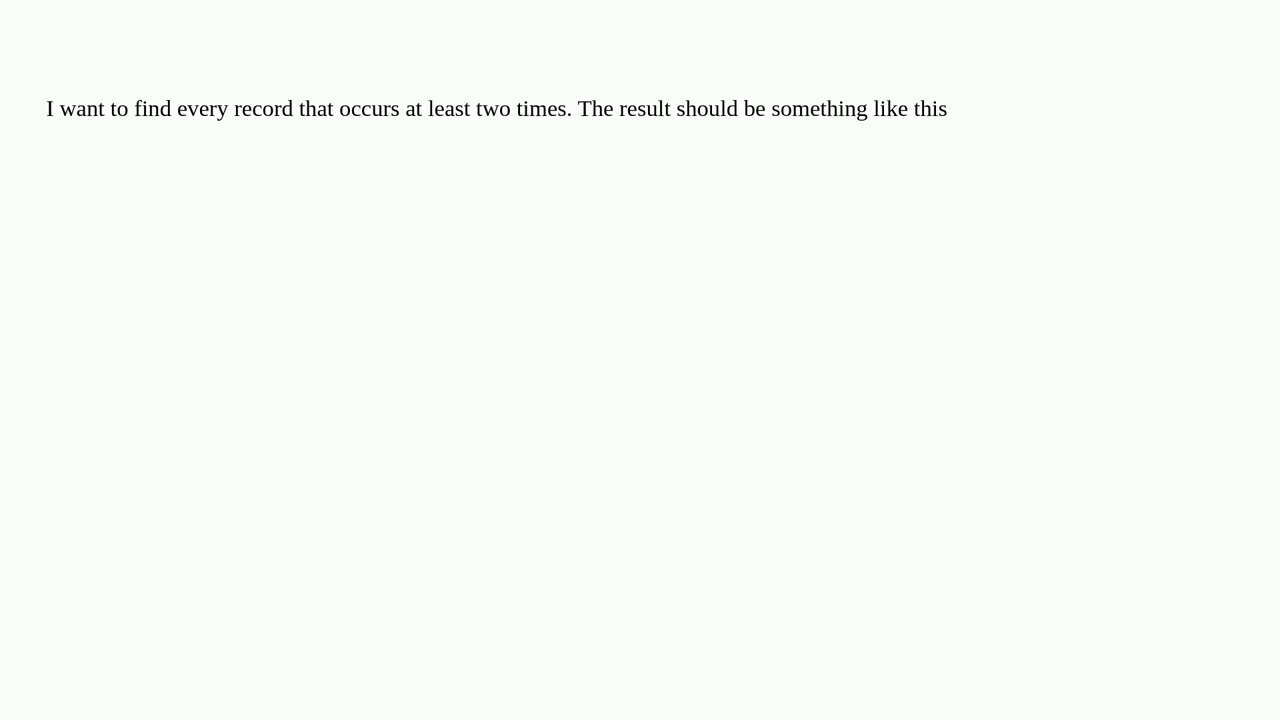 I want to find every record that occurs at least two times. The result should be something like this